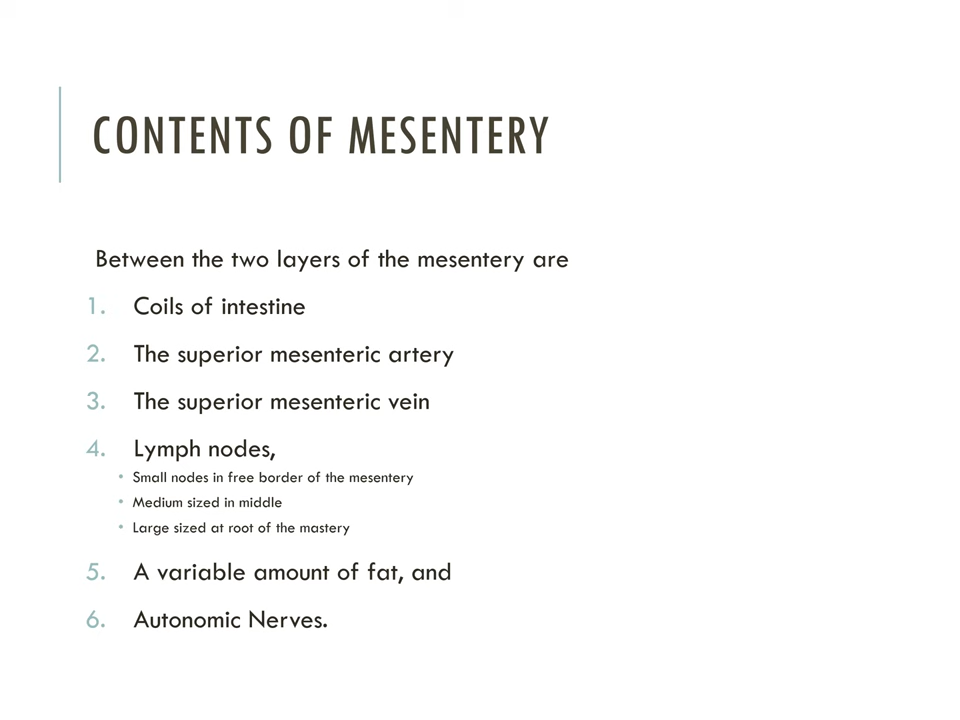 CONTENTS OF MESENTERY
Between the two layers of the mesentery are
1. Coils of intestine
2. The superior mesenteric artery
3. The superior mesenteric vein
4. Lymph nodes,
• Small nodes in free border of the mesentery
• Medium sized in middle
• Large sized at root of the mastery
5. A variable amount of fat, and
6. Autonomic Nerves.